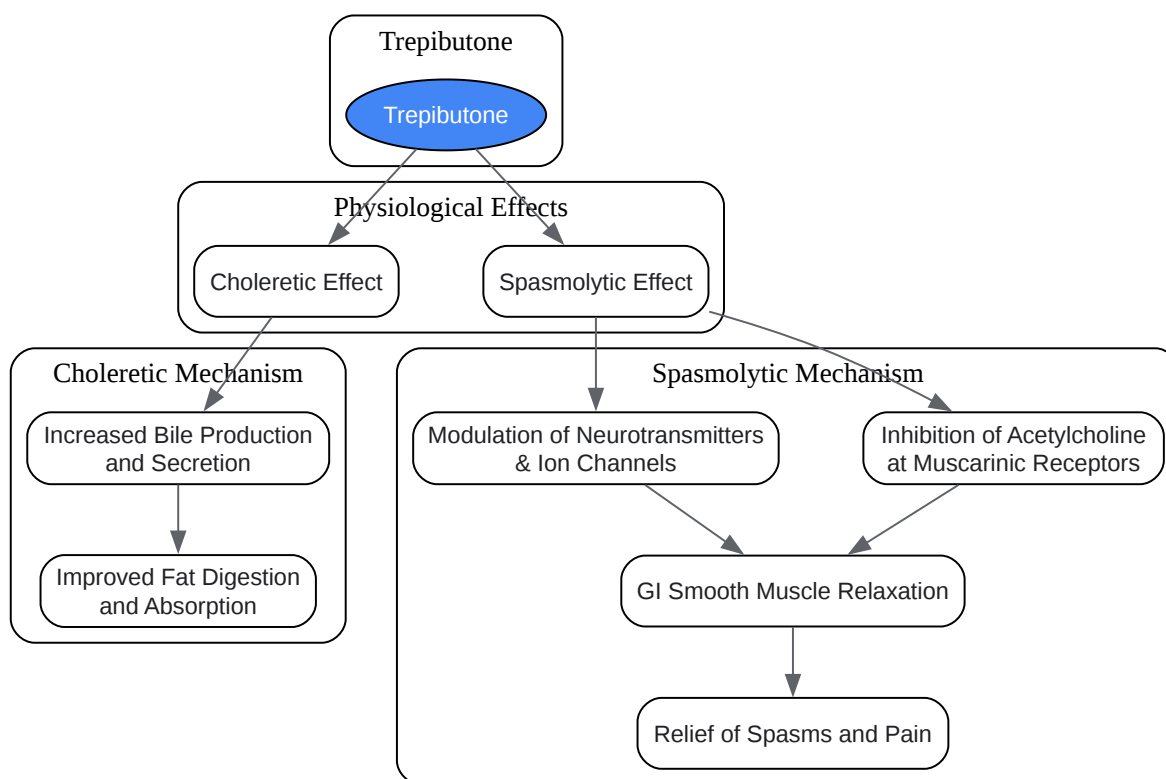 Trepibutone
Trepibutone
Physiological Effects
Choleretic Effect
Spasmolytic Effect
Choleretic Mechanism
Increased Bile Production
and Secretion
Improved Fat Digestion
and Absorption
Spasmolytic Mechanism
Modulation of Neurotransmitters
& Ion Channels
Inhibition of Acetylcholine
at Muscarinic Receptors
GI Smooth Muscle Relaxation
Relief of Spasms and Pain